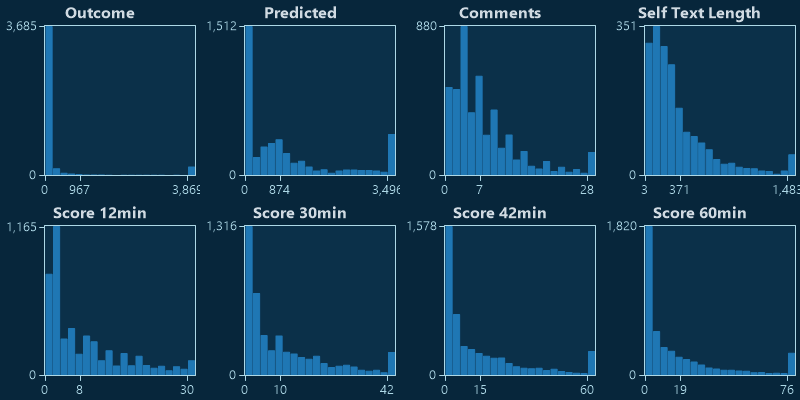 Outcome
3,685
0
0 967 3,869
Predicted
1,512
0
0 874 3,496
Comments
880
0
0 7 28
Self Text Length
351
0
3 371 1,483
Score 12min
1,165
0
0 8 30
Score 30min
1,316
0
0 10 42
Score 42min
1,578
0
0 15 60
Score 60min
1,820
0
0 19 76